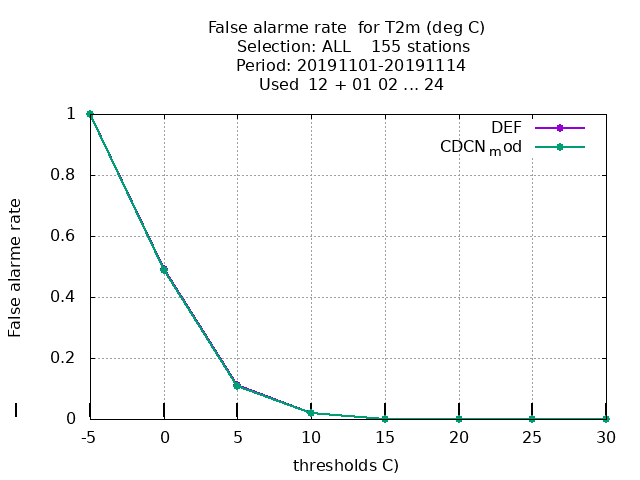 False alarme rate  for T2m (deg C)
Selection: ALL    155 stations
Period: 20191101-20191114
Used  12 + 01 02 ... 24
DEF
CDCN_mod
False alarme rate
1
0.8
0.6
0.4
0.2
0
-5 0 5 10 15 20 25 30
thresholds C)